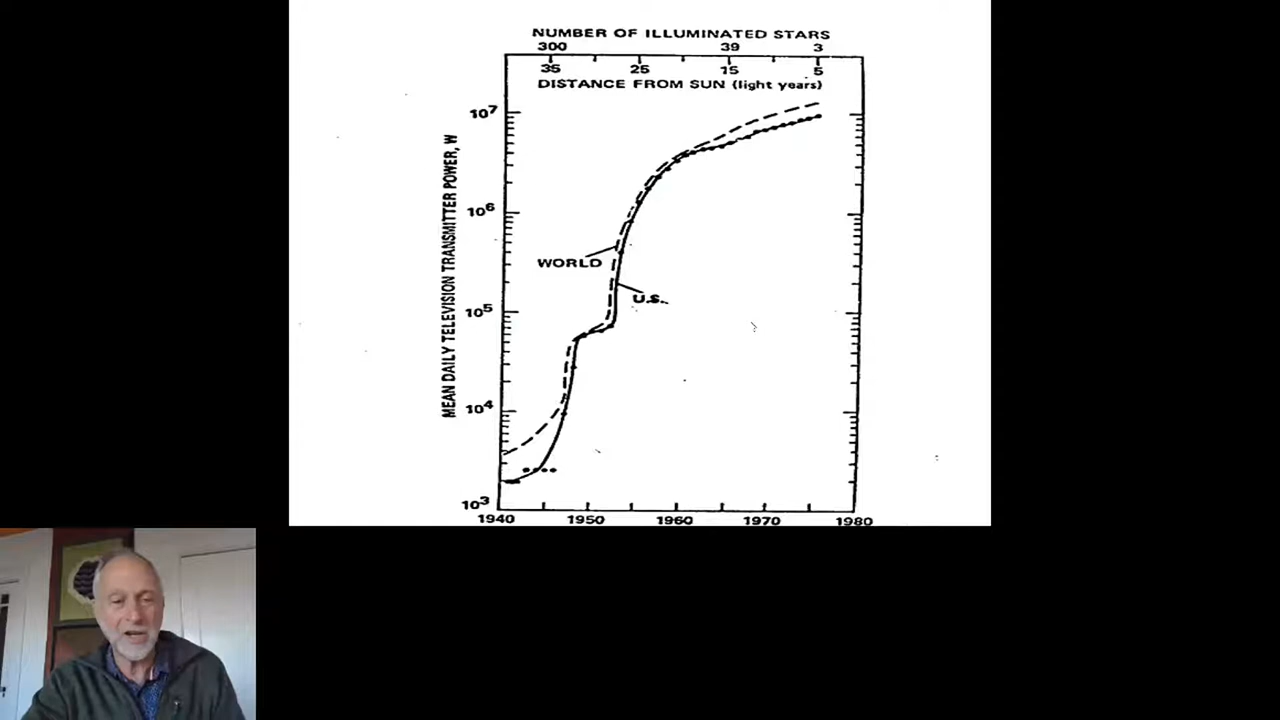 NUMBER OF ILLUMINATED STARS
300 39 3
35 25 15 5
DISTANCE FROM SUN (light years)
MEAN DAILY TELEVISION TRANSMITTER POWER, W
10⁷
10⁶
WORLD
U.S.
10⁵
10⁴
10³
1940 1950 1960 1970 1980